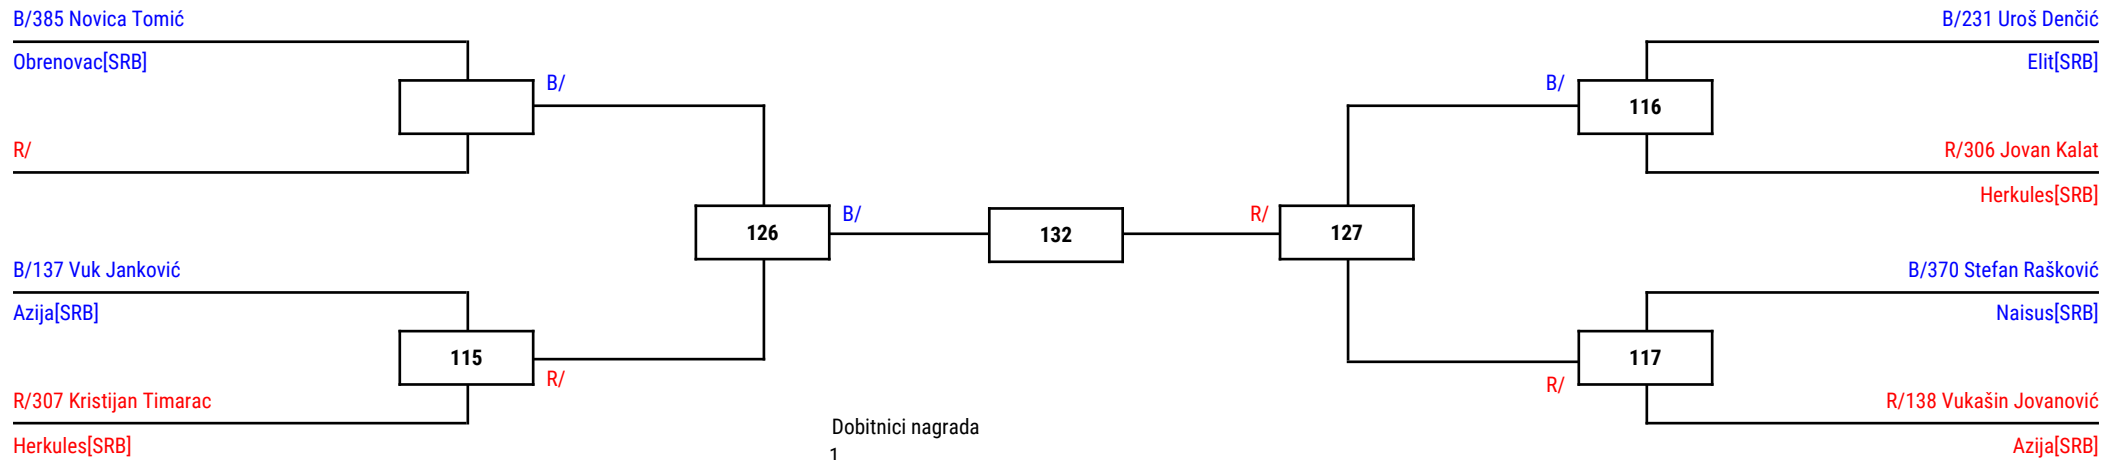 B/385 Novica Tomić
Obrenovac[SRB]
B/
R/
126
B/
B/137 Vuk Janković
Azija[SRB]
115
R/
R/307 Kristijan Timarac
Herkules[SRB]
132
R/
127
B/231 Uroš Denčić
Elit[SRB]
B/
116
R/306 Jovan Kalat
Herkules[SRB]
B/370 Stefan Rašković
Naisus[SRB]
117
R/
R/138 Vukašin Jovanović
Azija[SRB]
Dobitnici nagrada
1